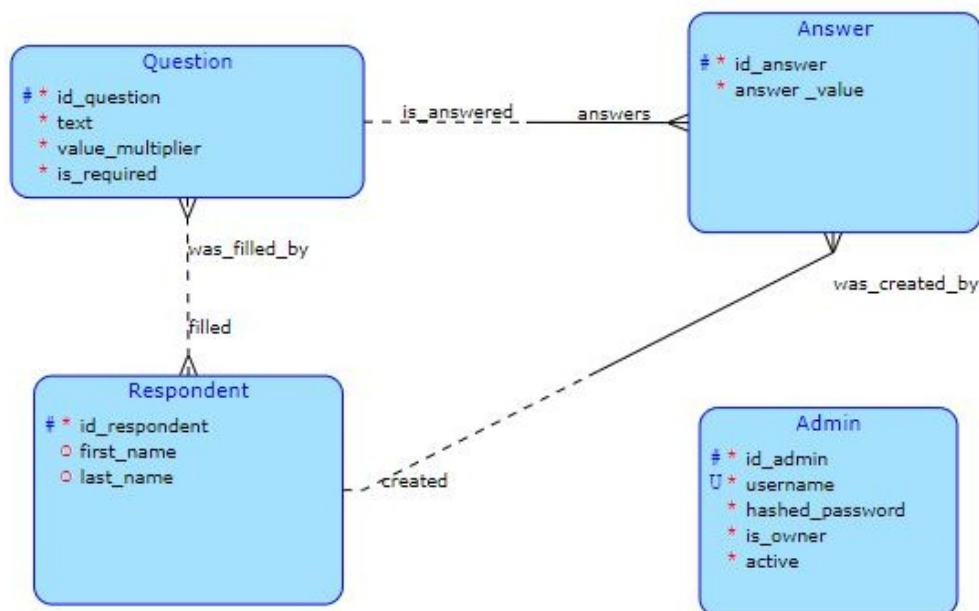 Question
# * id_question
* text
* value_multiplier
* is_required
is_answered
answers
Answer
# * id_answer
* answer _value
was_filled_by
filled
was_created_by
created
Respondent
# * id_respondent
o first_name
o last_name
Admin
# * id_admin
U * username
* hashed_password
* is_owner
* active